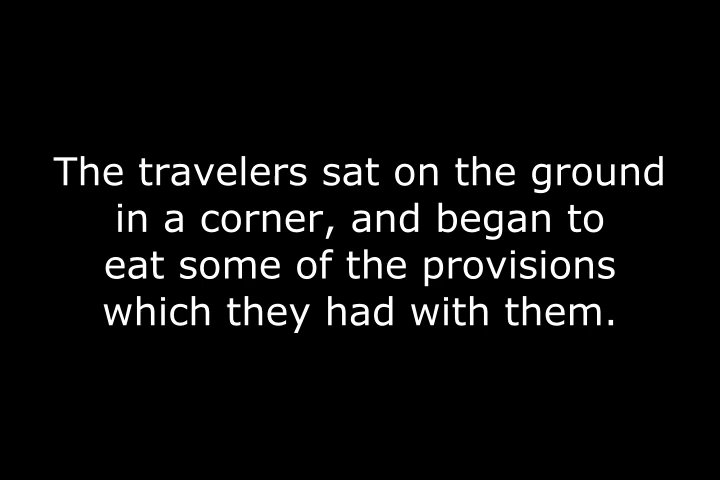 The travelers sat on the ground
in a corner, and began to
eat some of the provisions
which they had with them.